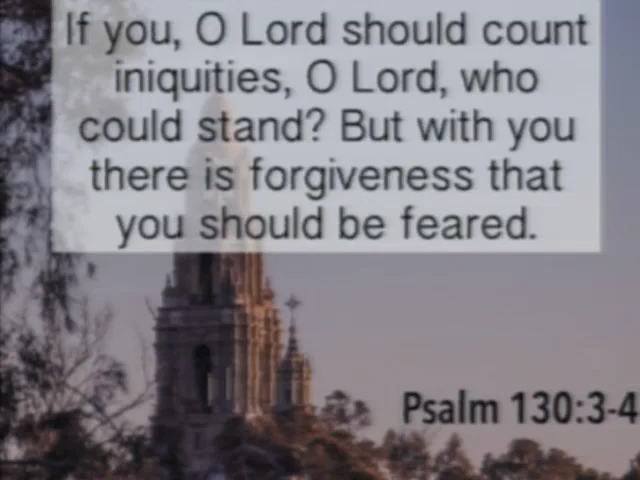 If you, O Lord should count
iniquities, O Lord, who
could stand? But with you
there is forgiveness that
you should be feared.
Psalm 130:3-4